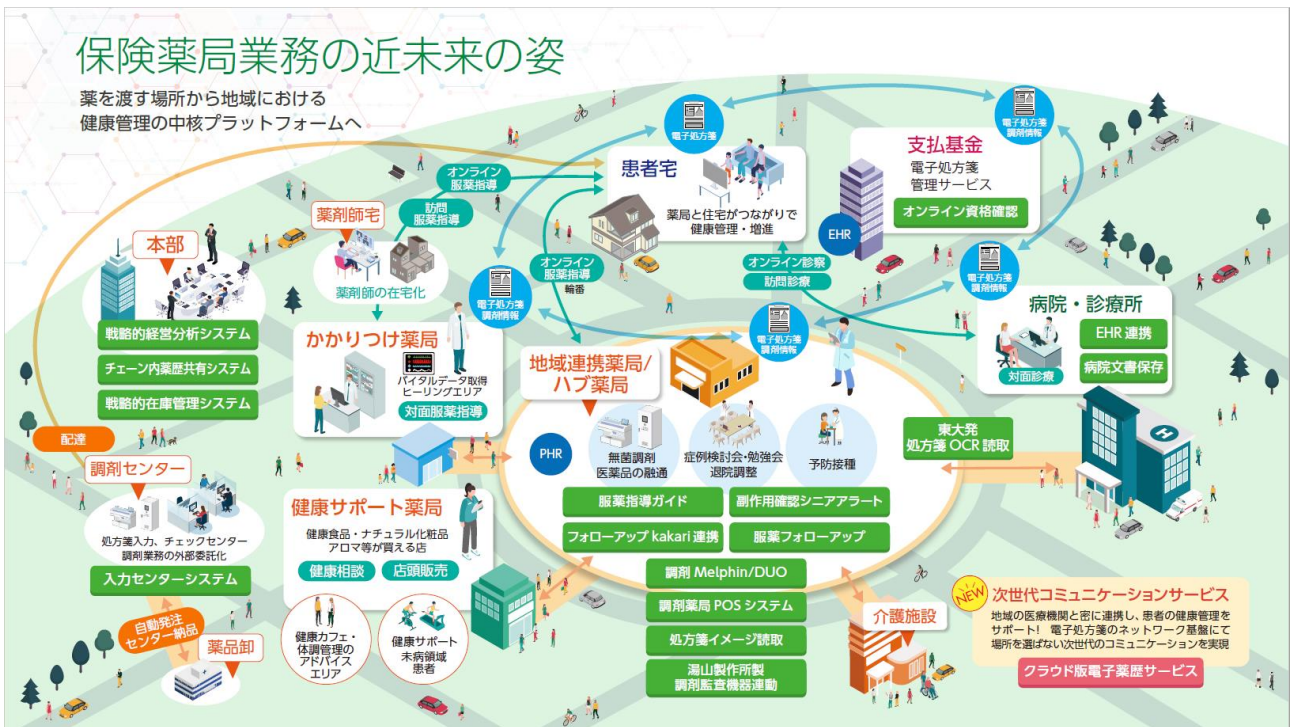 保険薬局業務の近未来の姿
薬を渡す場所から地域における
健康管理の中核プラットフォームへ
電子処方箋
電子処方箋
調剤情報
支払基金
電子処方箋
管理サービス
オンライン資格確認
EHR
患者宅
薬局と住宅がつながりで
健康管理・増進
オンライン
服薬指導
訪問
服薬指導
薬剤師宅
薬剤師の在宅化
本部
戦略的経営分析システム
チェーン内薬歴共有システム
戦略的在庫管理システム
オンライン
服薬指導
輪番
オンライン診察
訪問診療
電子処方箋
調剤情報
電子処方箋
調剤情報
電子処方箋
調剤情報
病院・診療所
EHR 連携
病院文書保存
対面診療
かかりつけ薬局
バイタルデータ取得
ヒーリングエリア
対面服薬指導
地域連携薬局/
ハブ薬局
PHR
無菌調剤
医薬品の融通
症例検討会・勉強会
退院調整
予防接種
東大発
処方箋 OCR 読取
H
配達
調剤センター
処方箋入力、チェックセンター
調剤業務の外部委託化
入力センターシステム
自動発注
センター納品
薬品卸
健康サポート薬局
健康食品・ナチュラル化粧品
アロマ等が買える店
健康相談
店頭販売
健康カフェ・
体調管理の
アドバイス
エリア
健康サポート
未病領域
患者
服薬指導ガイド
副作用確認シニアアラート
フォローアップ kakari 連携
服薬フォローアップ
調剤 Melphin/DUO
調剤薬局 POS システム
処方箋イメージ読取
湯山製作所製
調剤監査機器連動
介護施設
NEW
次世代コミュニケーションサービス
地域の医療機関と密に連携し、患者の健康管理を
サポート！ 電子処方箋のネットワーク基盤にて
場所を選ばない次世代のコミュニケーションを実現
クラウド版電子薬歴サービス